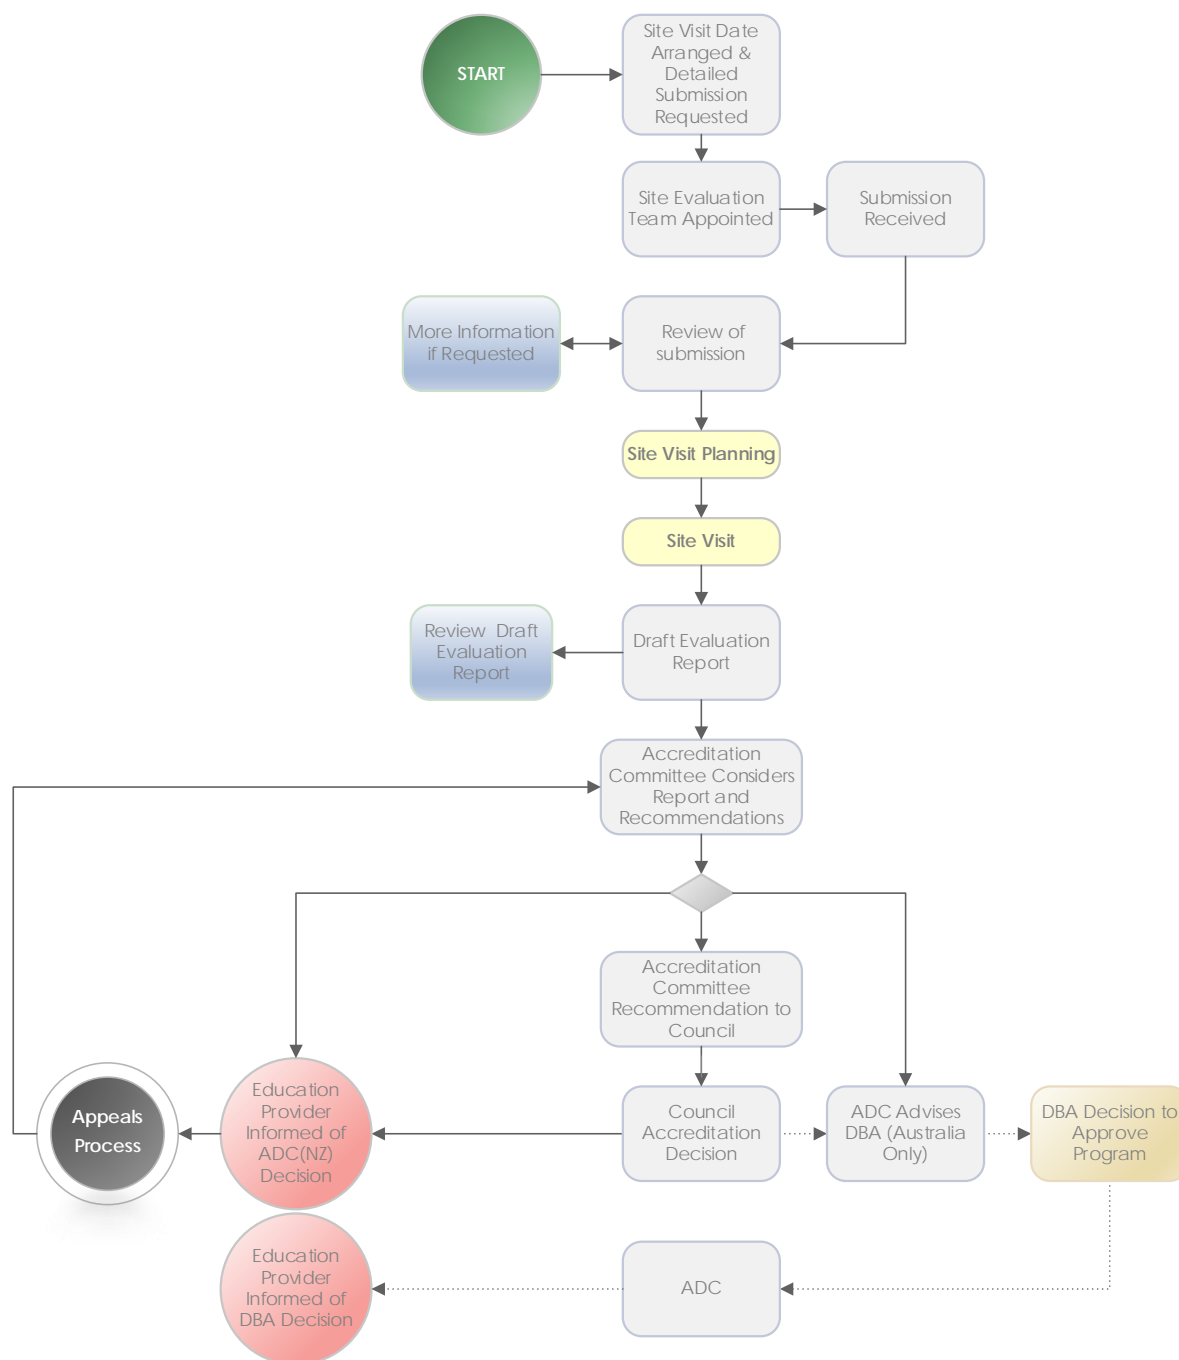 START
Site Visit Date
Arranged &
Detailed
Submission
Requested
Site Evaluation
Team Appointed
Submission
Received
More Information
if Requested
Review of
submission
Site Visit Planning
Site Visit
Review Draft
Evaluation
Report
Draft Evaluation
Report
Accreditation
Committee Considers
Report and
Recommendations
Accreditation
Committee
Recommendation to
Council
Appeals
Process
Education
Provider
Informed of
ADC(NZ)
Decision
Council
Accreditation
Decision
ADC Advises
DBA (Australia
Only)
DBA Decision to
Approve
Program
Education
Provider
Informed of
DBA Decision
ADC